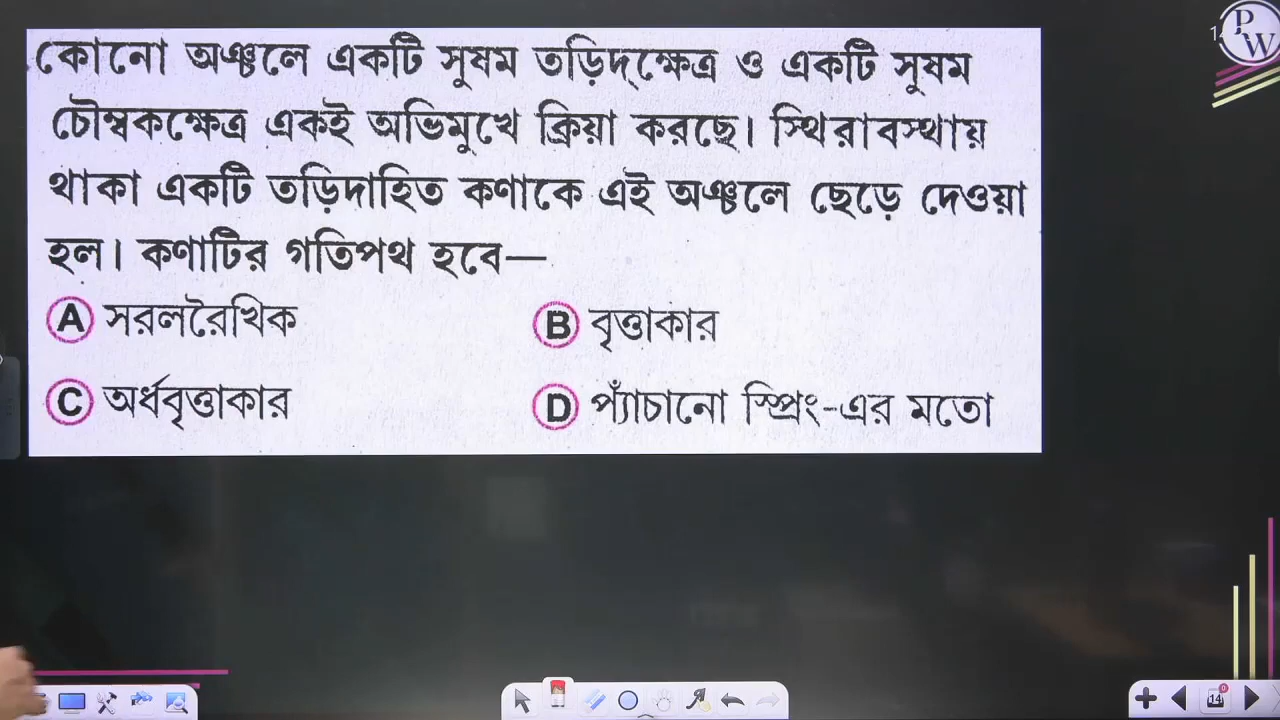 কোনো অঞ্চলে একটি সুষম তড়িদ্‌ক্ষেত্র ও একটি সুষম
চৌম্বকক্ষেত্র একই অভিমুখে ক্রিয়া করছে। স্থিরাবস্থায়
থাকা একটি তড়িদাহিত কণাকে এই অঞ্চলে ছেড়ে দেওয়া
হল। কণাটির গতিপথ হবে—
A সরলরৈখিক
B বৃত্তাকার
C অর্ধবৃত্তাকার
D প্যাঁচানো স্প্রিং-এর মতো
P
W
14